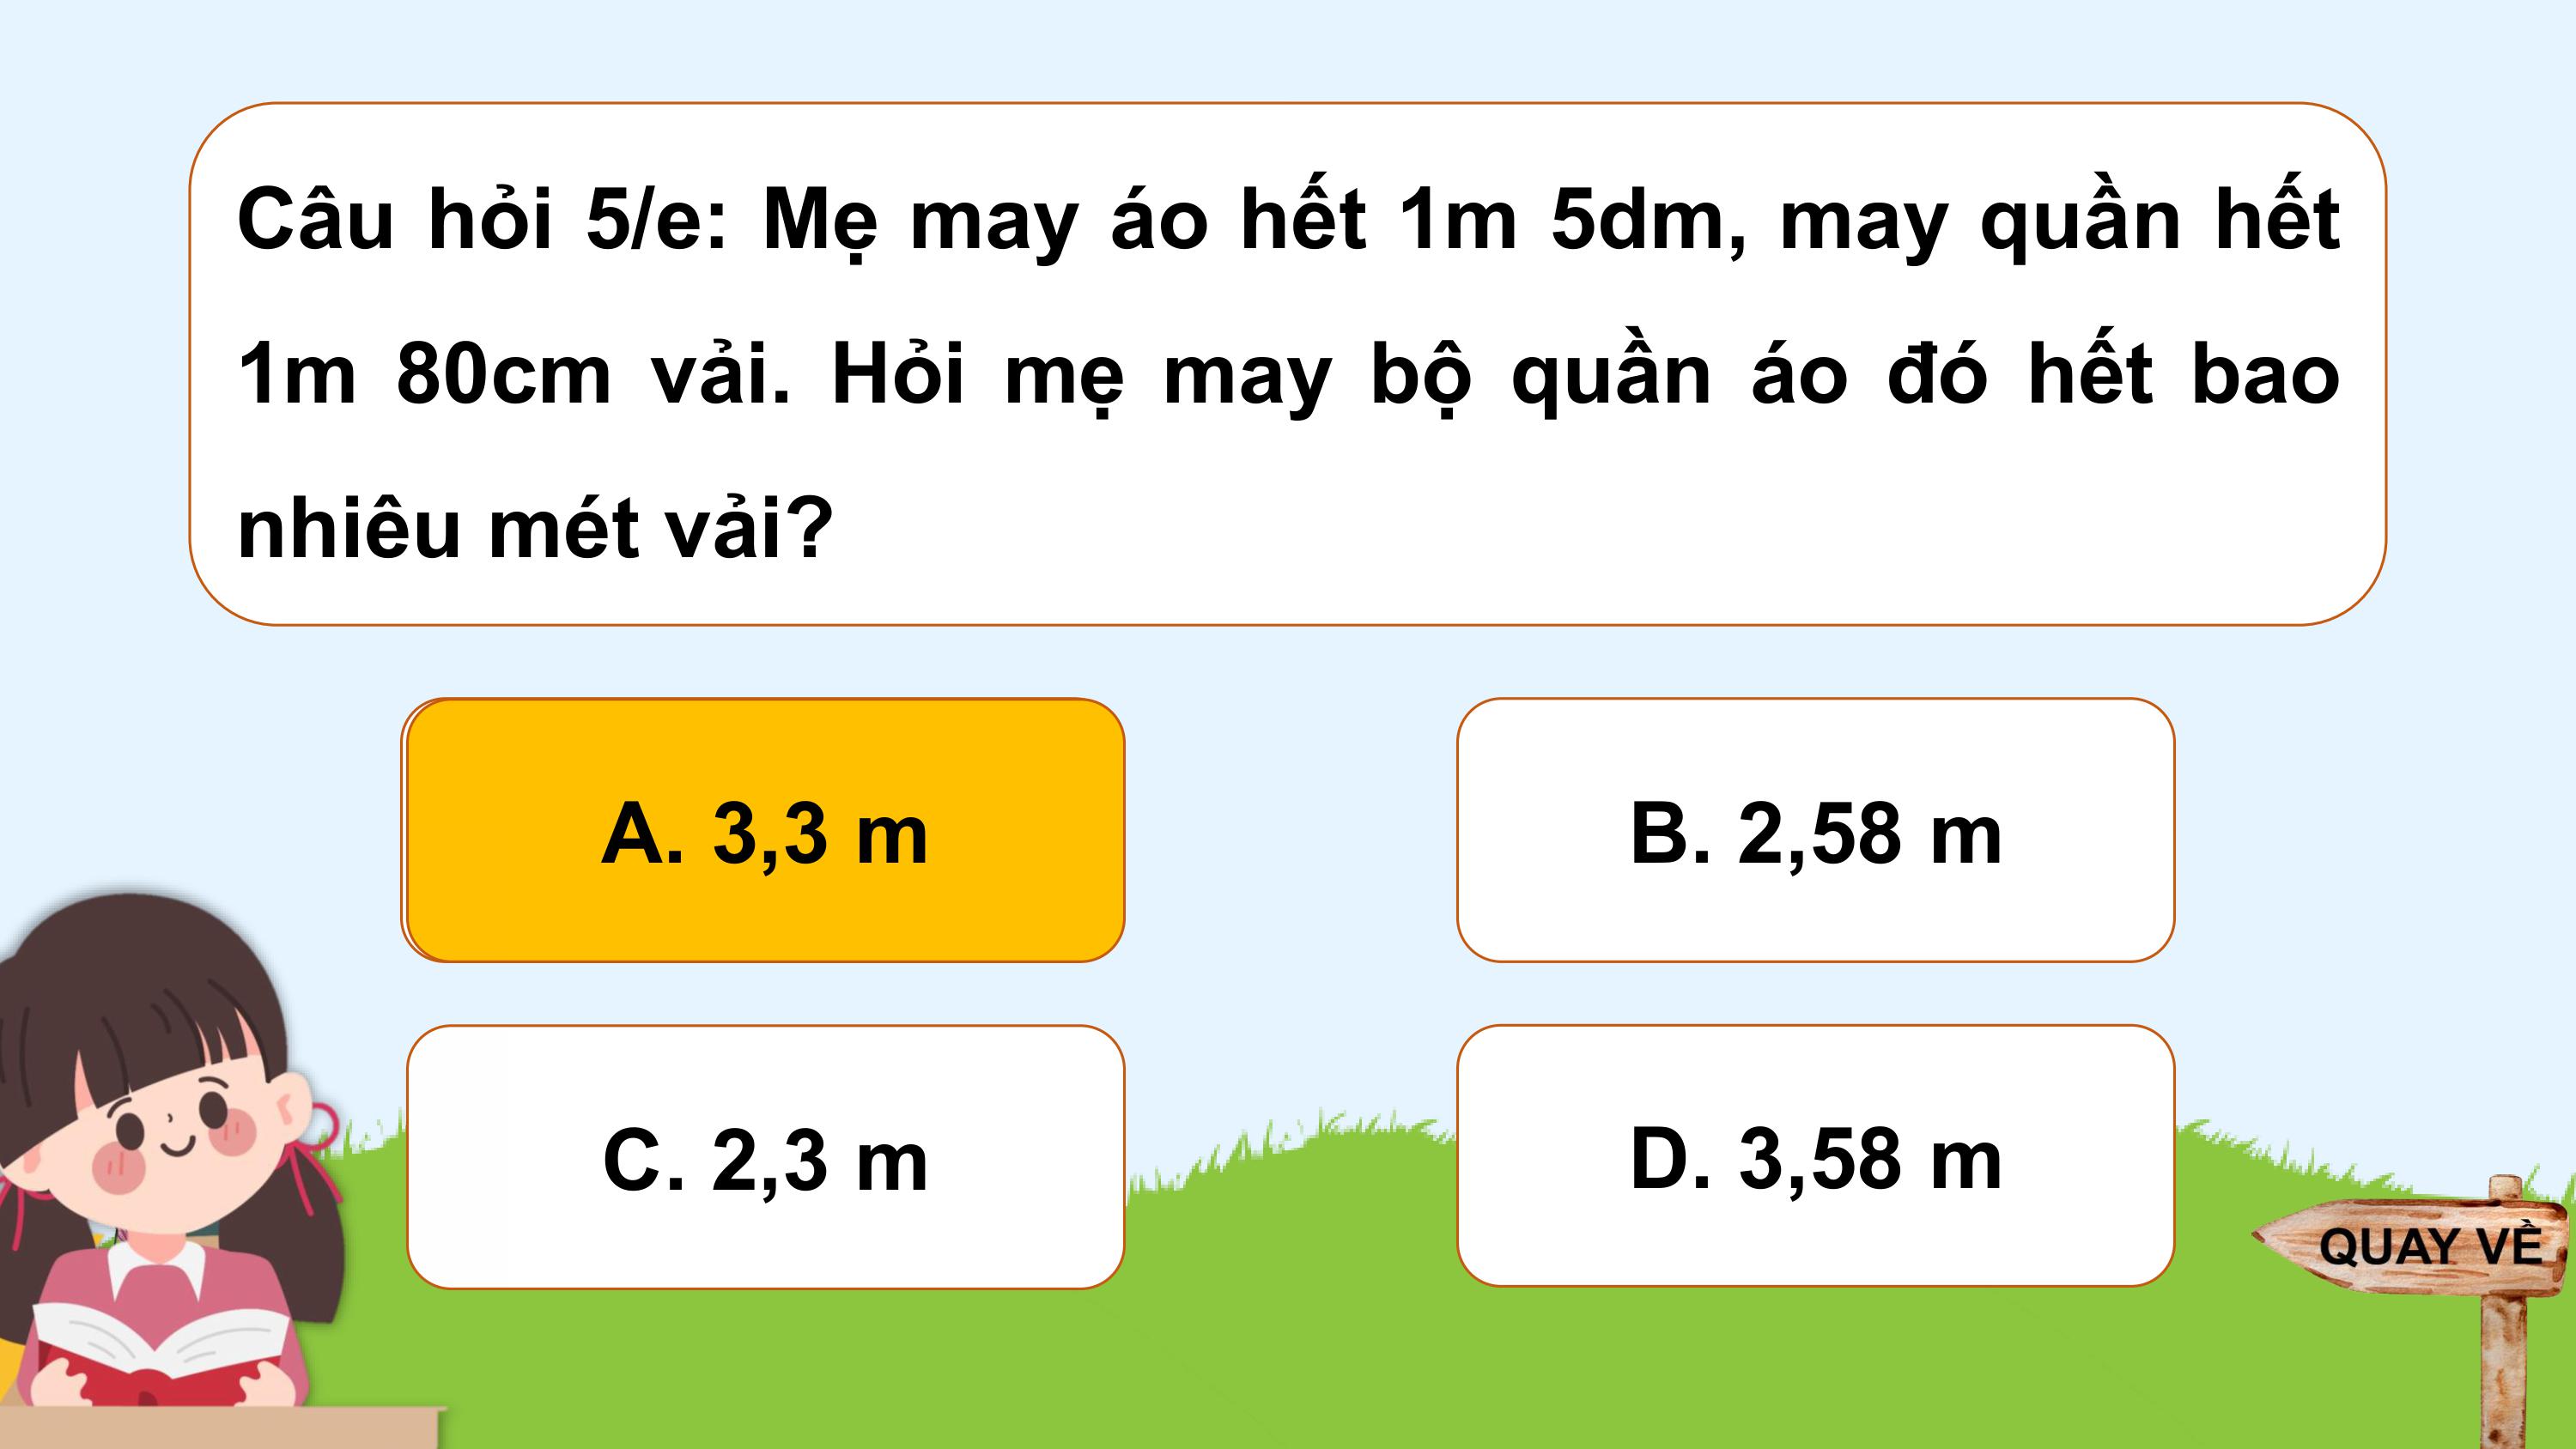 Câu hỏi 5/e: Mẹ may áo hết 1m 5dm, may quần hết
1m 80cm vải. Hỏi mẹ may bộ quần áo đó hết bao
nhiêu mét vải?
A. 3,3 m
B. 2,58 m
C. 2,3 m
D. 3,58 m
QUAY VỀ